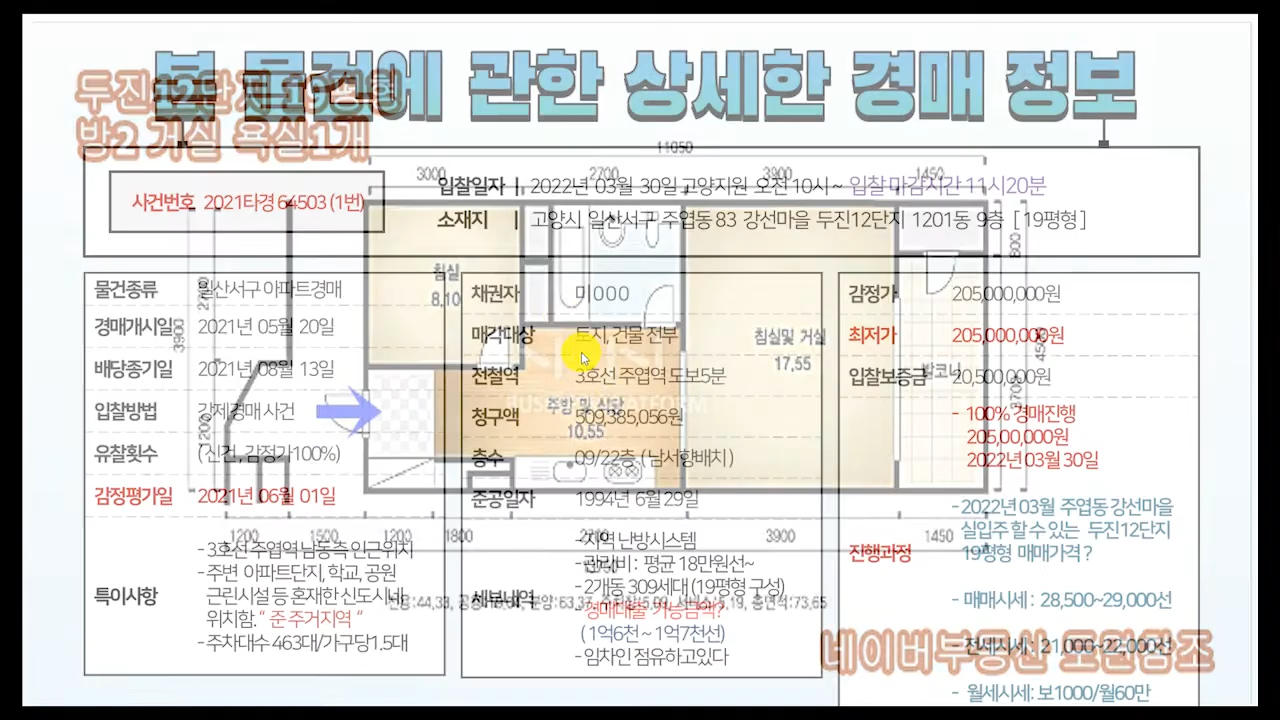 본 물건에 관한 상세한 경매 정보
두진12단지 19평형
방2 거실 욕실1개
사건번호 2021타경 64503 (1번)
입찰일자 | 2022년 03월 30일 고양지원 오전 10시~ 입찰마감시간 11시20분
소재지 | 고양시 일산서구 주엽동 83 강선마을 두진12단지 1201동 9층 [19평형]
물건종류 일산서구 아파트경매
경매개시일 2021년 05월 20일
배당종기일 2021년 08월 13일
입찰방법 강제경매 사건
유찰횟수 (신건, 감정가100%)
감정평가일 2021년 06월 01일
특이사항
- 3호선 주엽역 남동측 인근위치
- 주변 아파트단지, 학교, 공원
근린시설 등 혼재한 신도시내
위치함. “ 준 주거지역 “
- 주차대수 463대/가구당1.5대
채권자 미000
매각대상 토지, 건물 전부
전철역 3호선 주엽역 도보5분
청구액 509,385,056원
층수 09/22층 (남서향배치)
준공일자 1994년 6월 29일
세부내역
- 지역 난방시스템
- 관리비 : 평균 18만원선~
- 2개동 309세대 (19평형 구성)
- 경매대출 가능금액?
(1억6천 ~ 1억7천선)
- 임차인 점유하고있다
감정가 205,000,000원
최저가 205,000,000원
입찰보증금 20,500,000원
- 100% 경매진행
205,00,000원
2022년 03월 30일
진행과정
- 2022년 03월 주엽동 강선마을
실입주 할 수 있는 두진12단지
19평형 매매가격 ?
- 매매시세 : 28,500~29,000선
- 전세시세 : 21,000~22,000선
- 월세시세: 보1000/월60만
11050
3000
2700
3900
1450
침실
8,10
침실및 거실
17,55
주방 및 식당
10,55
발코니
3900
1200
600
1200
1500
1800
2700
3900
1450
네이버부동산 도면참조